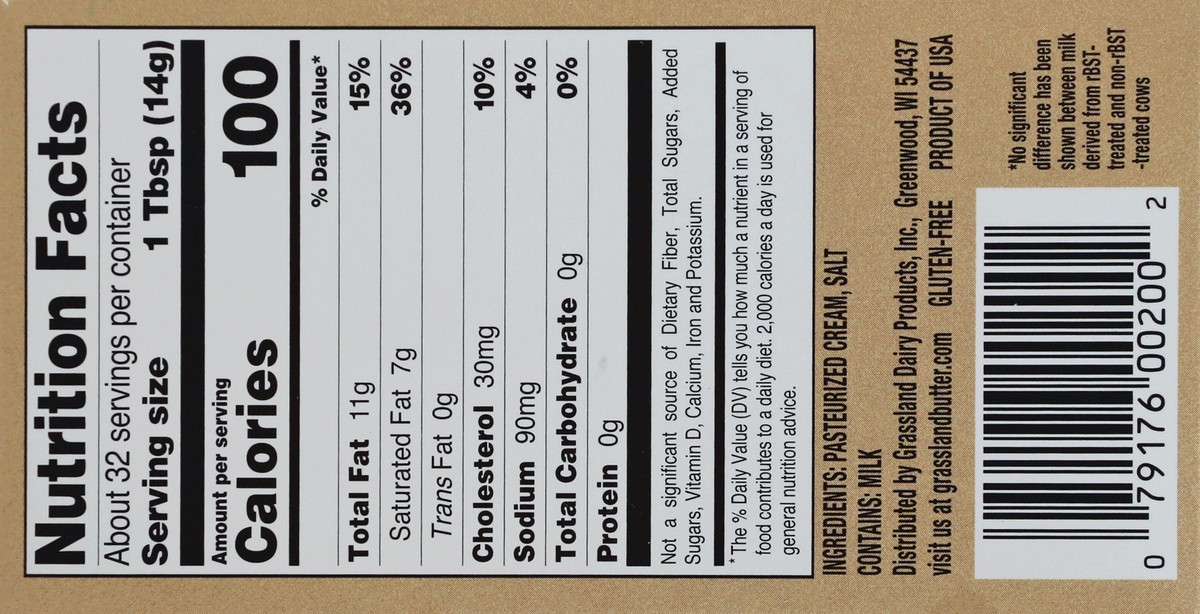 Nutrition Facts
About 32 servings per container
Serving size 1 Tbsp (14g)
Amount per serving
Calories 100
% Daily Value*
Total Fat 11g 15%
Saturated Fat 7g 36%
Trans Fat 0g
Cholesterol 30mg 10%
Sodium 90mg 4%
Total Carbohydrate 0g 0%
Protein 0g
Not a significant source of Dietary Fiber, Total Sugars, Added
Sugars, Vitamin D, Calcium, Iron and Potassium.
*The % Daily Value (DV) tells you how much a nutrient in a serving of
food contributes to a daily diet. 2,000 calories a day is used for
general nutrition advice.
INGREDIENTS: PASTEURIZED CREAM, SALT
CONTAINS: MILK
Distributed by Grassland Dairy Products, Inc., Greenwood, WI 54437
visit us at grasslandbutter.com GLUTEN-FREE PRODUCT OF USA
0 79176 00200 2
*No significant
difference has been
shown between milk
derived from rBST-
treated and non-rBST
-treated cows